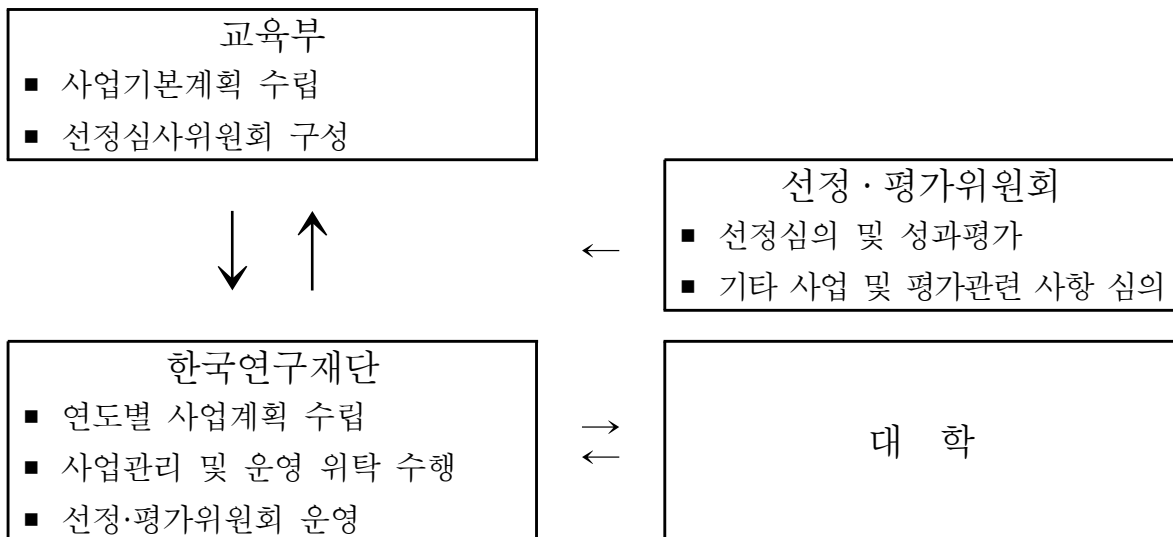 교육부
■ 사업기본계획 수립
■ 선정심사위원회 구성
선정·평가위원회
■ 선정심의 및 성과평가
■ 기타 사업 및 평가관련 사항 심의
한국연구재단
■ 연도별 사업계획 수립
■ 사업관리 및 운영 위탁 수행
■ 선정·평가위원회 운영
대 학